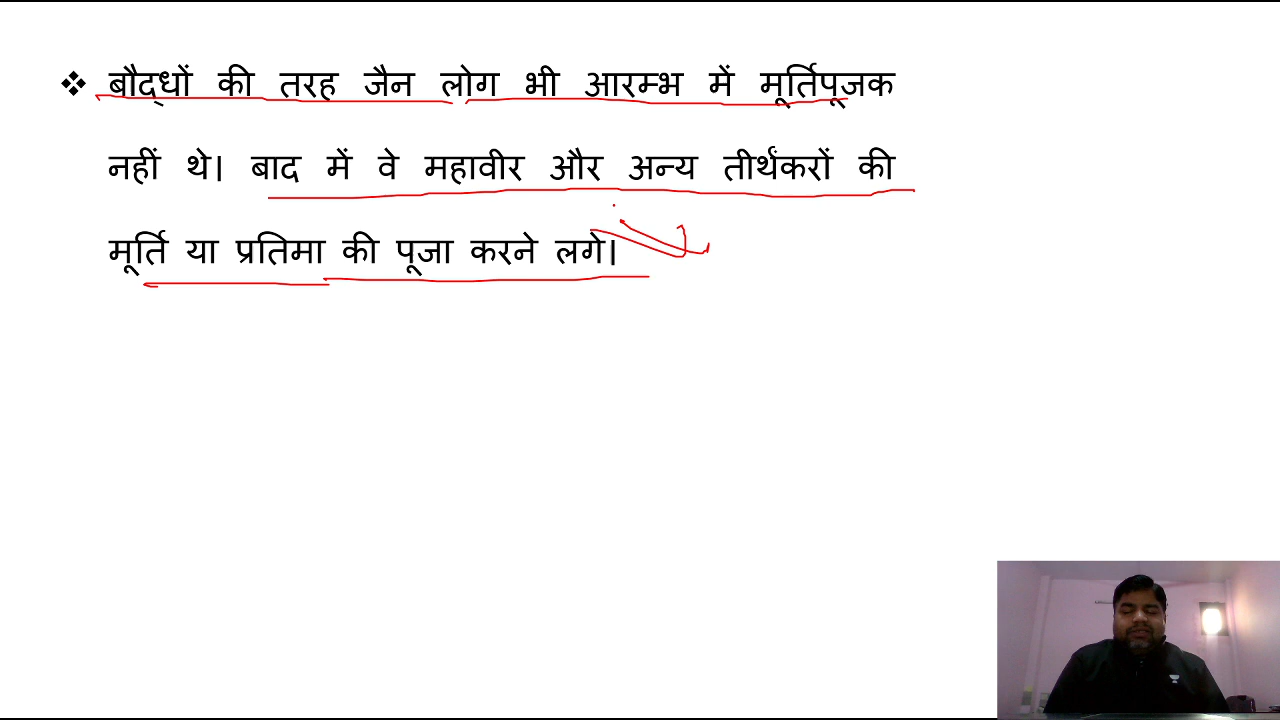 ❖ बौद्धों की तरह जैन लोग भी आरम्भ में मूर्तिपूजक
नहीं थे। बाद में वे महावीर और अन्य तीर्थंकरों की
मूर्ति या प्रतिमा की पूजा करने लगे।